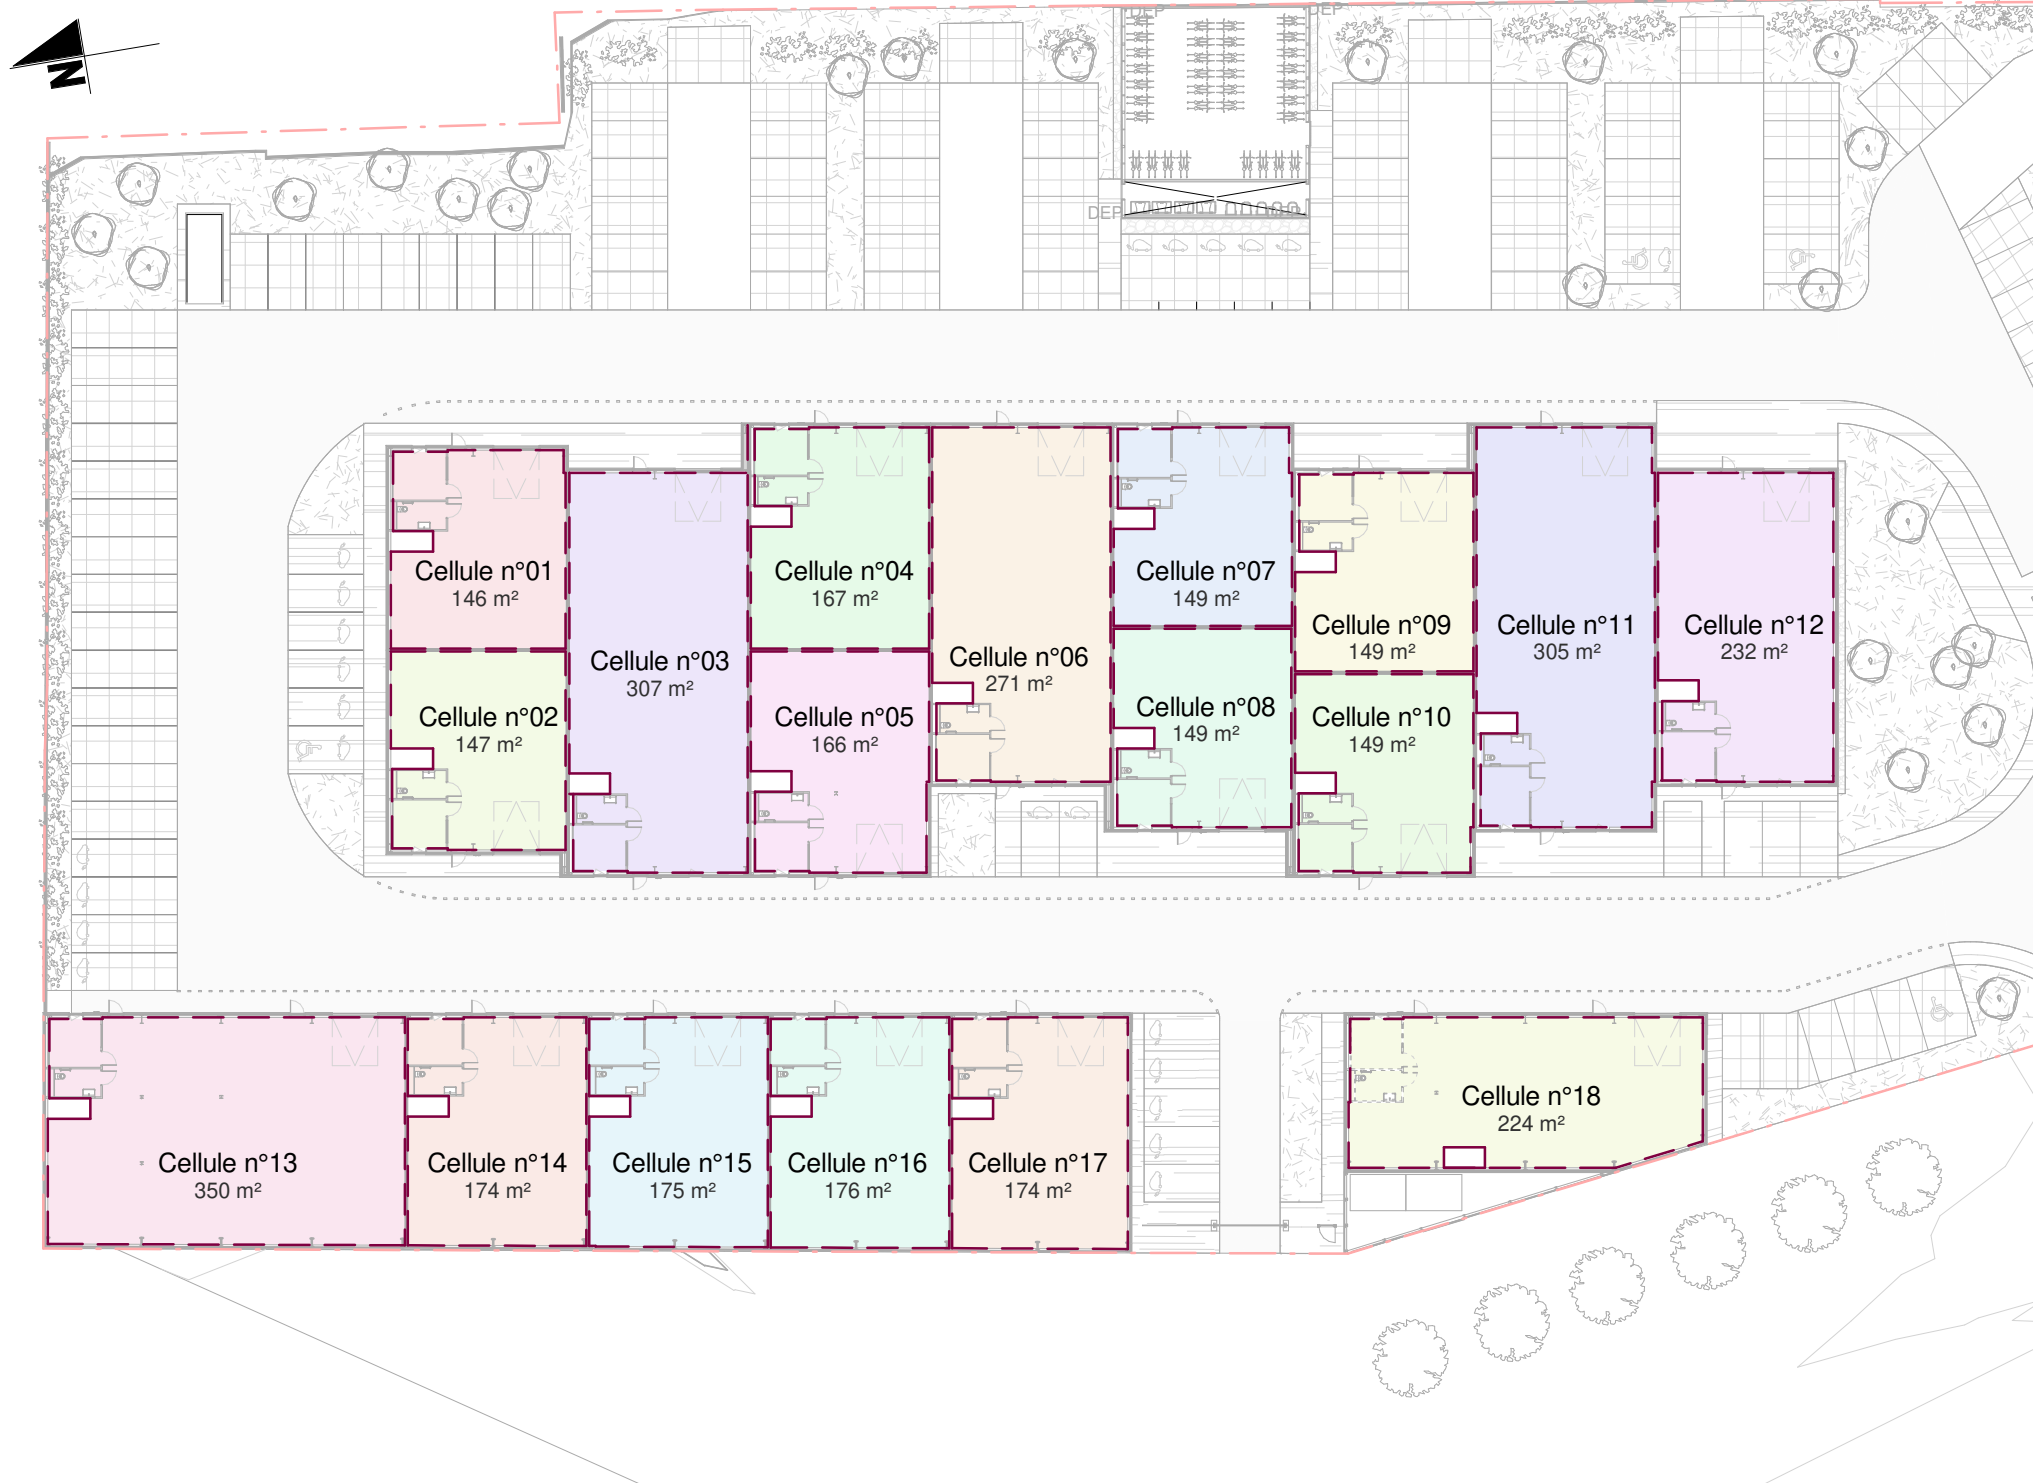 DEP
DEP
N
DEP
Cellule n°01
146 m²
Cellule n°04
167 m²
Cellule n°07
149 m²
Cellule n°09
149 m²
Cellule n°11
305 m²
Cellule n°12
232 m²
Cellule n°03
307 m²
Cellule n°06
271 m²
Cellule n°02
147 m²
Cellule n°05
166 m²
Cellule n°08
149 m²
Cellule n°10
149 m²
Cellule n°18
224 m²
Cellule n°13
350 m²
Cellule n°14
174 m²
Cellule n°15
175 m²
Cellule n°16
176 m²
Cellule n°17
174 m²